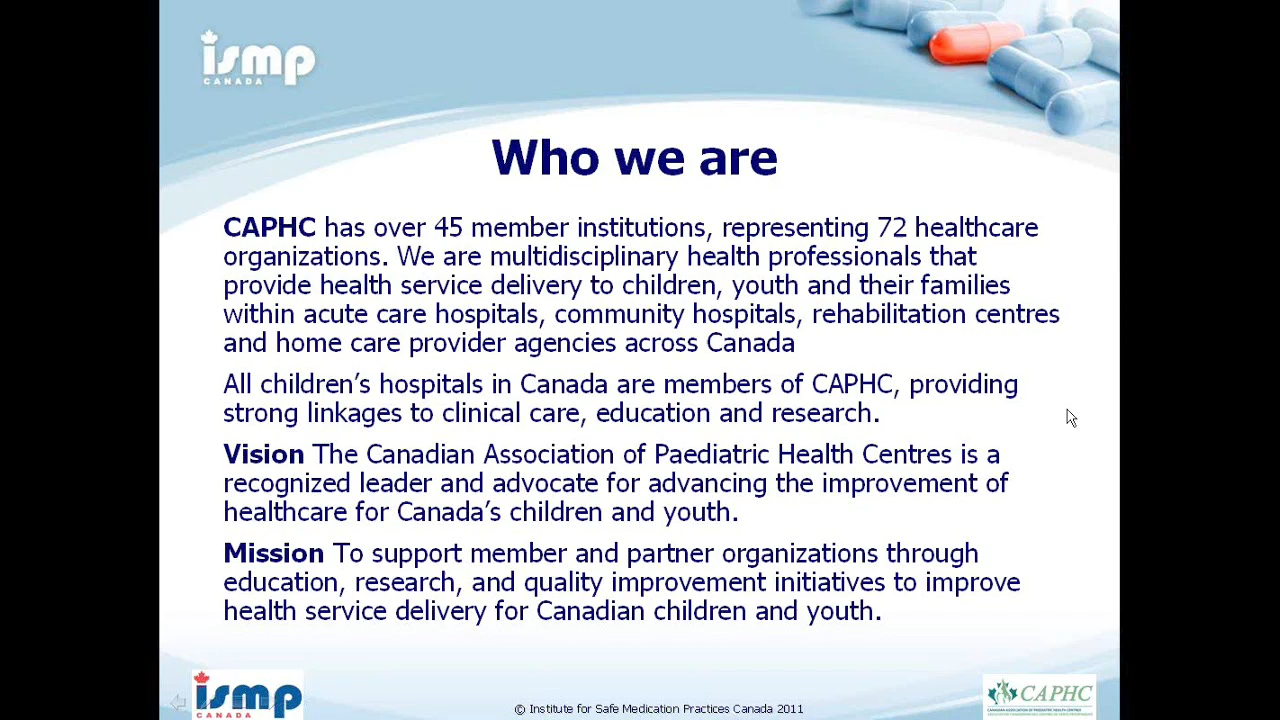 ismp
CANADA
Who we are
CAPHC has over 45 member institutions, representing 72 healthcare
organizations. We are multidisciplinary health professionals that
provide health service delivery to children, youth and their families
within acute care hospitals, community hospitals, rehabilitation centres
and home care provider agencies across Canada
All children’s hospitals in Canada are members of CAPHC, providing
strong linkages to clinical care, education and research.
Vision The Canadian Association of Paediatric Health Centres is a
recognized leader and advocate for advancing the improvement of
healthcare for Canada’s children and youth.
Mission To support member and partner organizations through
education, research, and quality improvement initiatives to improve
health service delivery for Canadian children and youth.
ismp
CANADA
© Institute for Safe Medication Practices Canada 2011
CAPHC
CANADIAN ASSOCIATION OF PAEDIATRIC HEALTH CENTRES